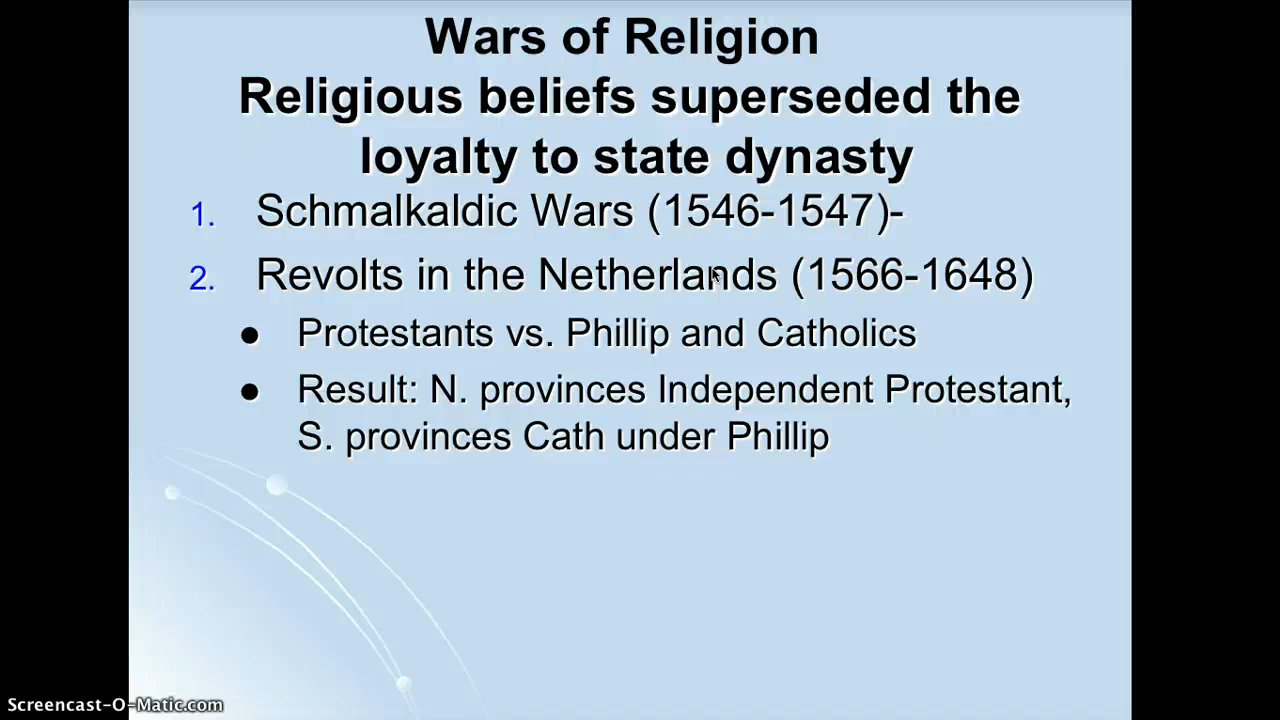 Wars of Religion
Religious beliefs superseded the
loyalty to state dynasty
1. Schmalkaldic Wars (1546-1547)-
2. Revolts in the Netherlands (1566-1648)
● Protestants vs. Phillip and Catholics
● Result: N. provinces Independent Protestant,
S. provinces Cath under Phillip
Screencast-O-Matic.com